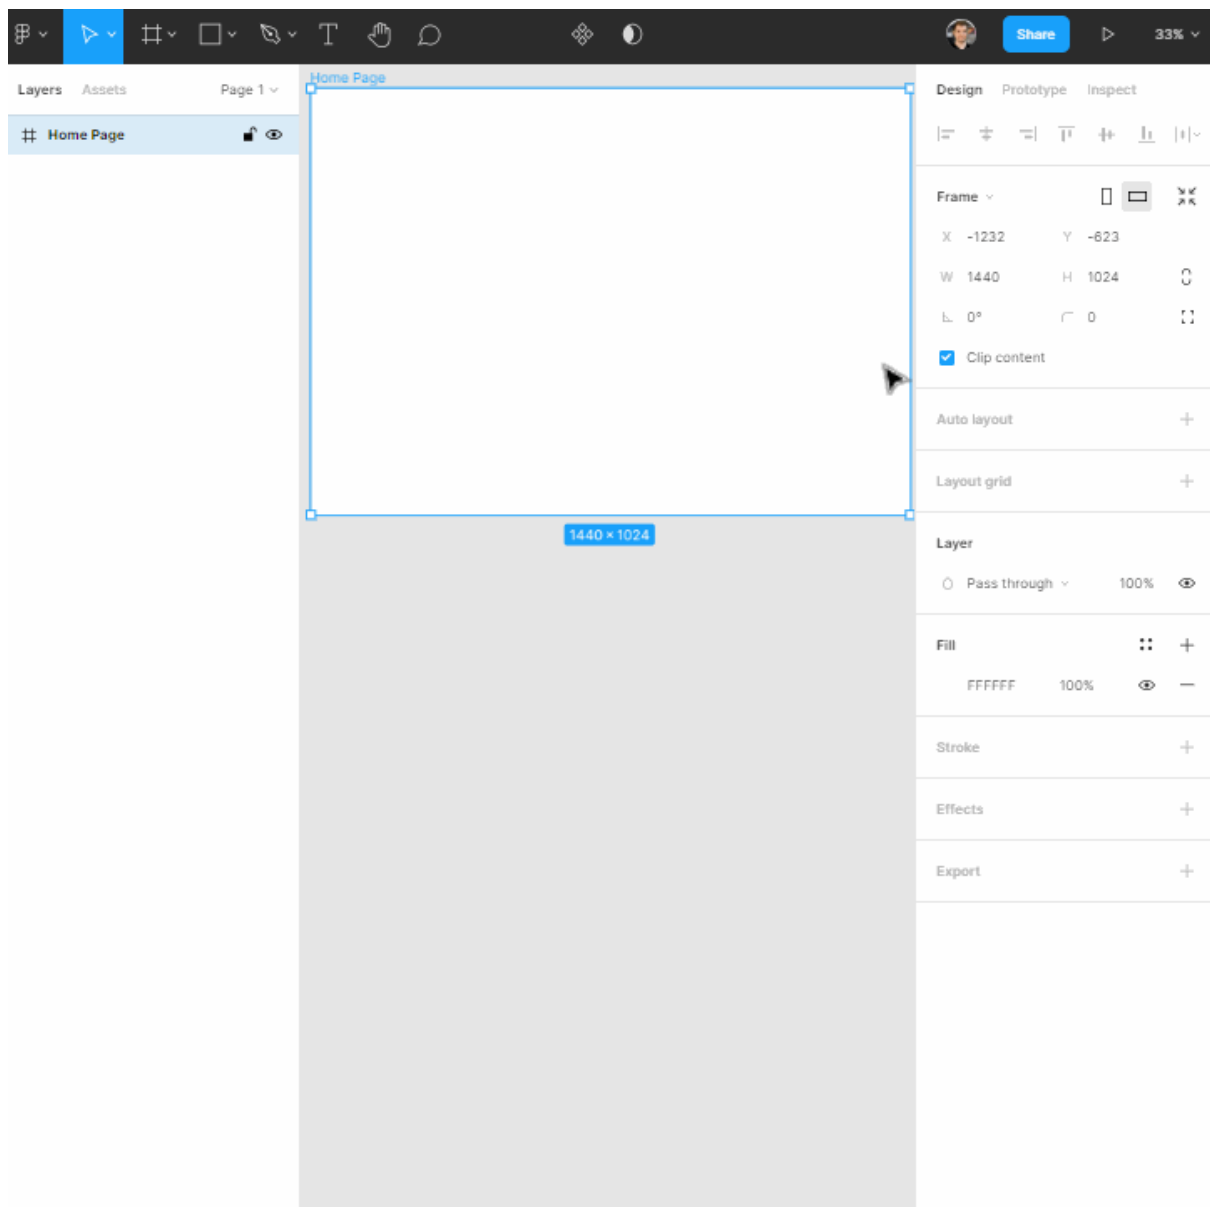 Share
33%
Layers Assets Page 1
Home Page
Home Page
1440 × 1024
Design Prototype Inspect
Frame
X -1232 Y -623
W 1440 H 1024
0° 0
Clip content
Auto layout
Layout grid
Layer
Pass through 100%
Fill
FFFFFF 100%
Stroke
Effects
Export